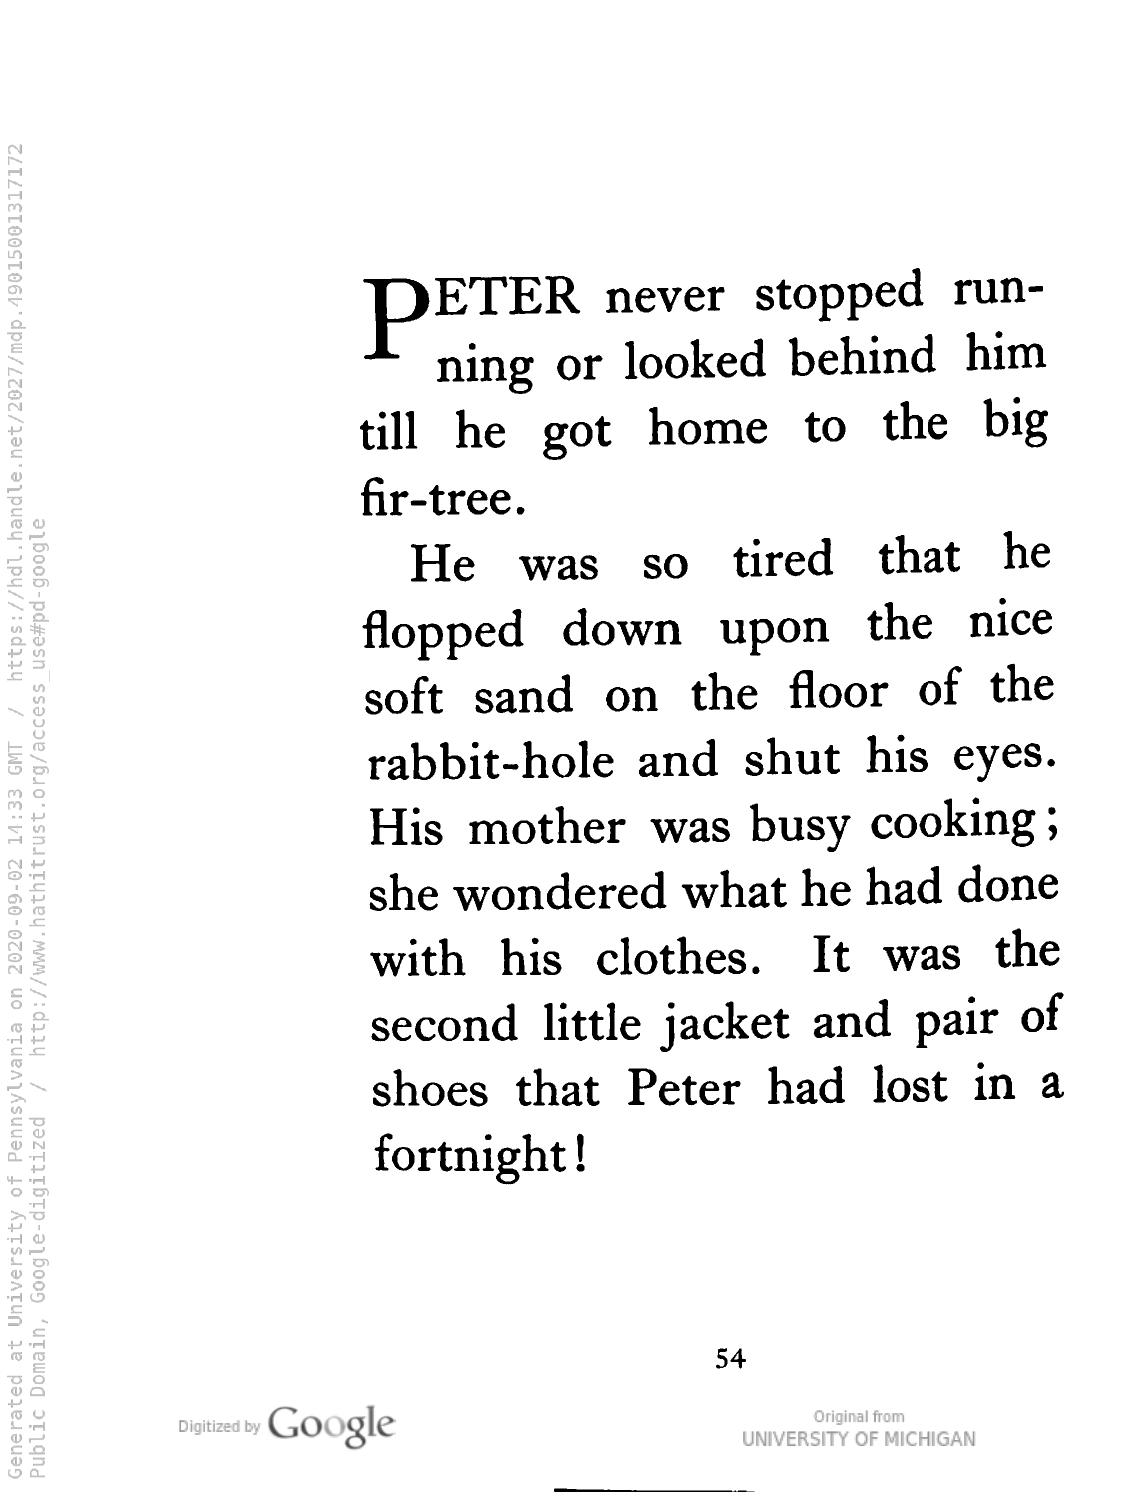 PETER never stopped run-
ning or looked behind him
till he got home to the big
fir-tree.
He was so tired that he
flopped down upon the nice
soft sand on the floor of the
rabbit-hole and shut his eyes.
His mother was busy cooking;
she wondered what he had done
with his clothes. It was the
second little jacket and pair of
shoes that Peter had lost in a
fortnight!
54
Digitized by Google
Original from
UNIVERSITY OF MICHIGAN
Generated at University of Pennsylvania on 2020-09-02 14:33 GMT / https://hdl.handle.net/2027/mdp.49015001317172
Public Domain, Google-digitized / http://www.hathitrust.org/access_use#pd-google